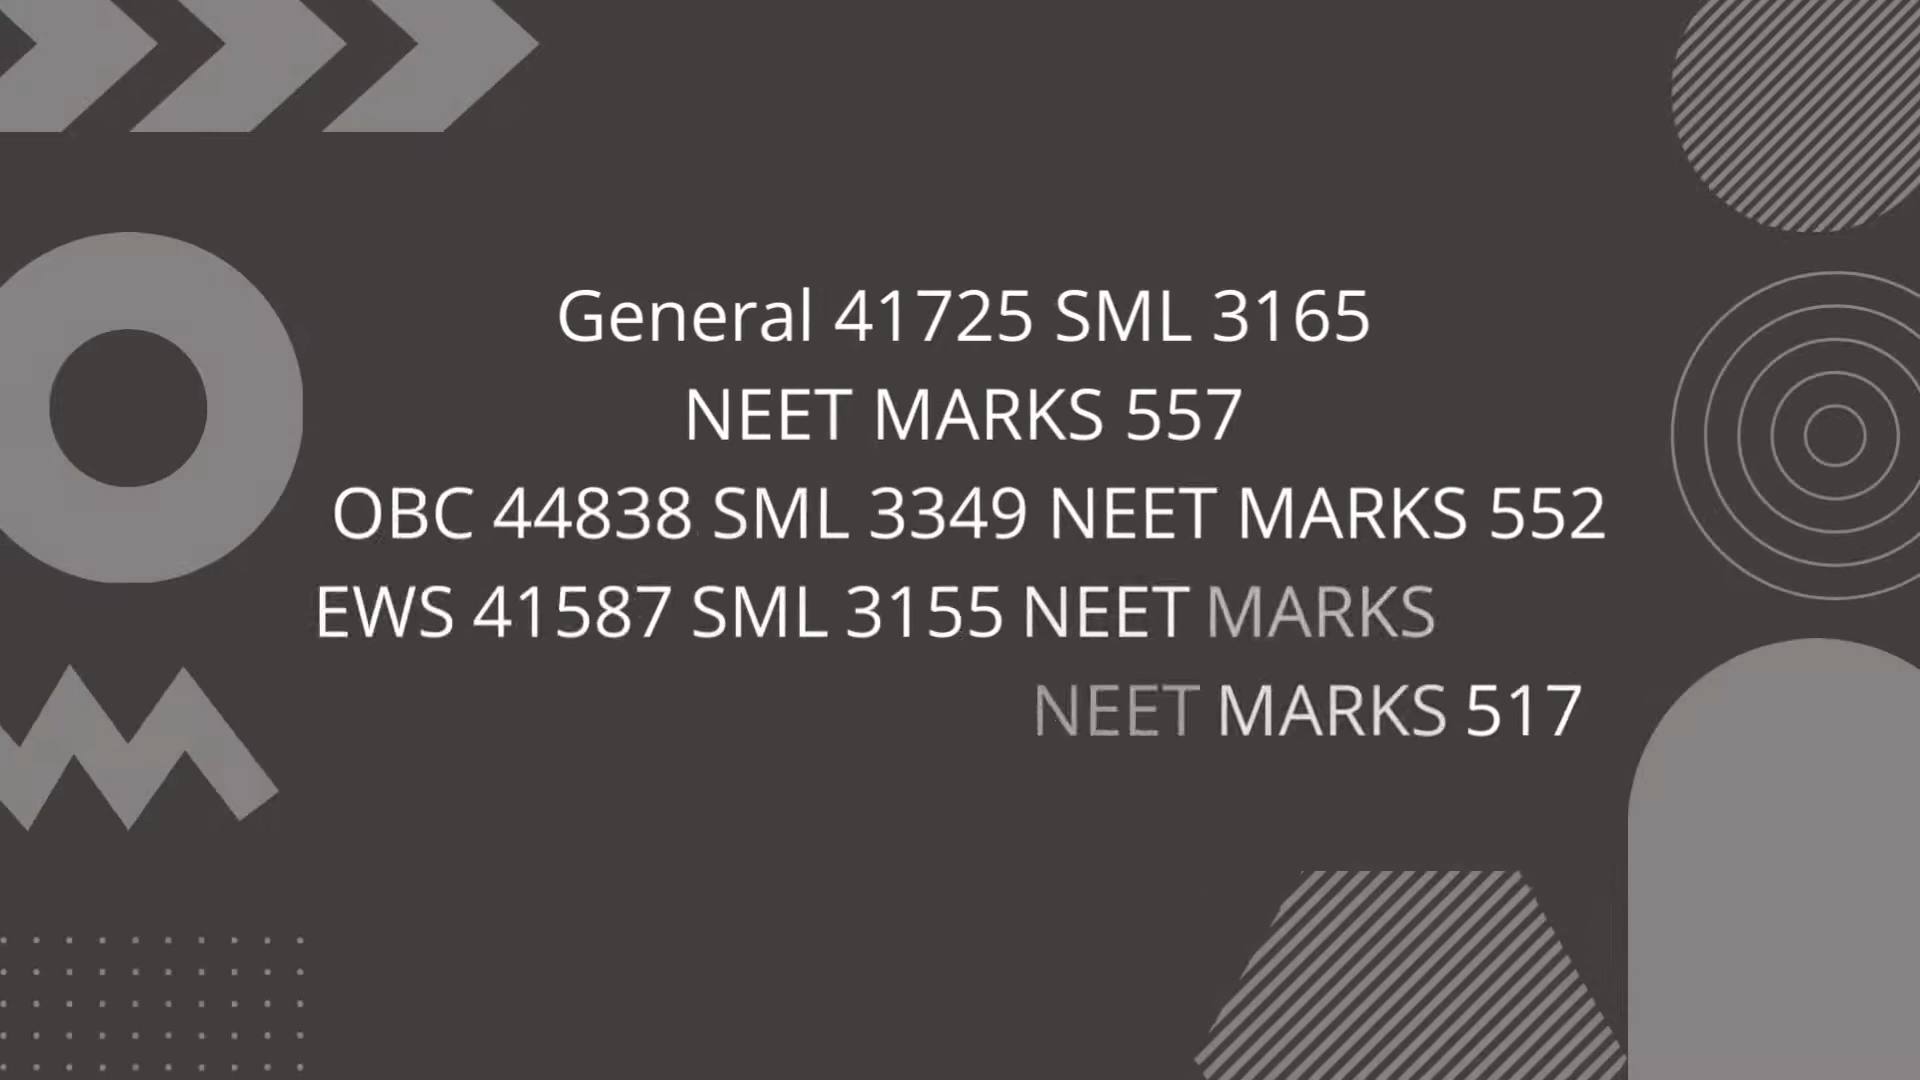 General 41725 SML 3165
NEET MARKS 557
OBC 44838 SML 3349 NEET MARKS 552
EWS 41587 SML 3155 NEET MARKS
NEET MARKS 517